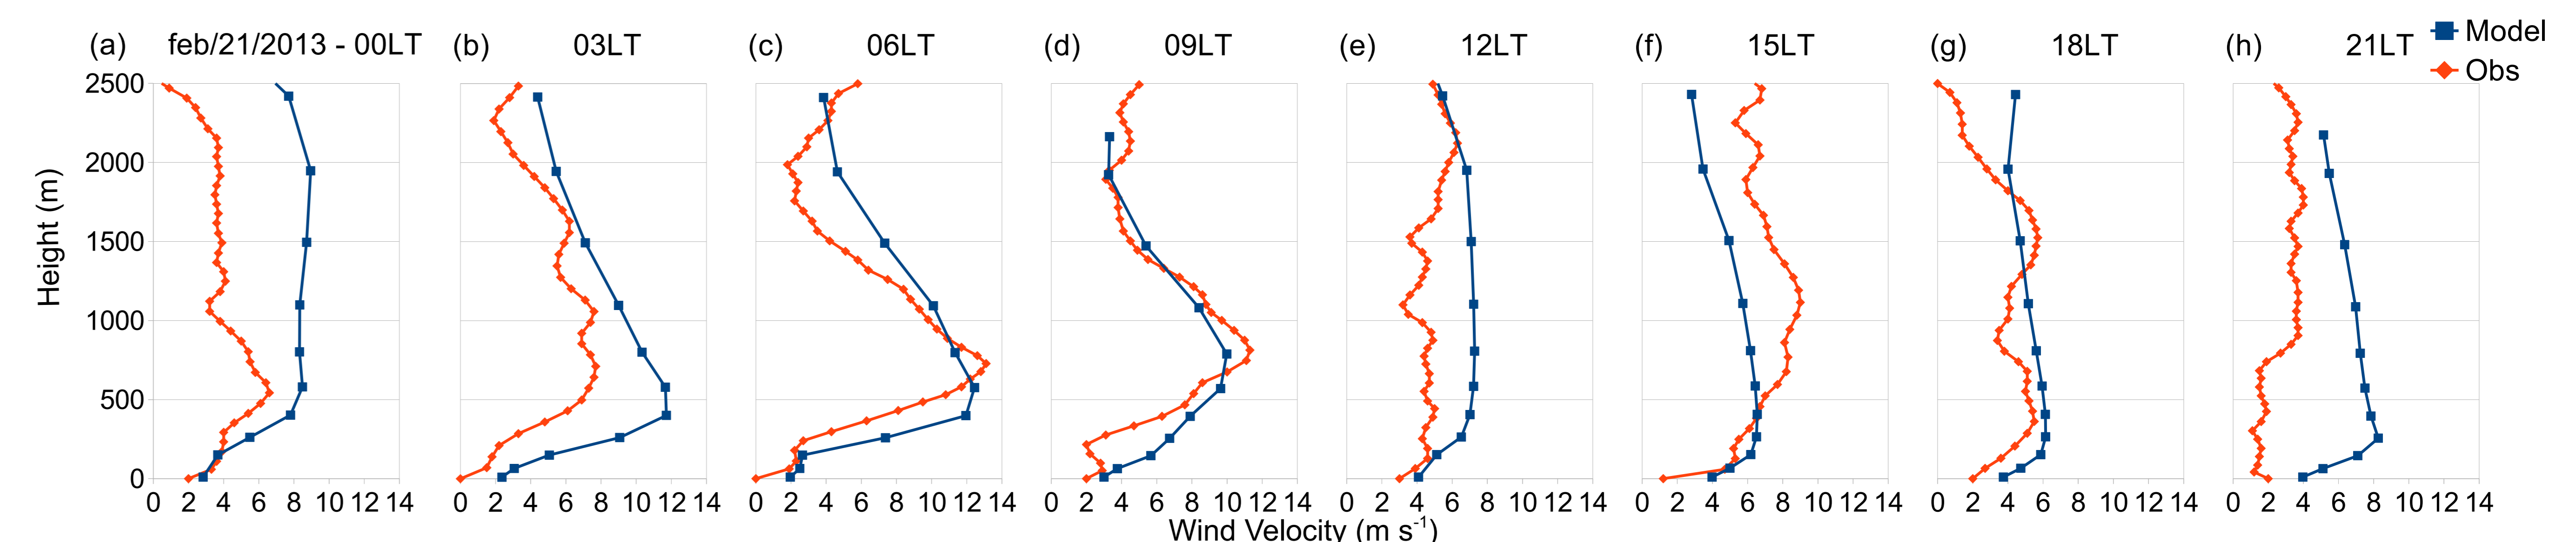 (a) feb/21/2013 - 00LT (b) 03LT (c) 06LT (d) 09LT (e) 12LT (f) 15LT (g) 18LT (h) 21LT
Model
Obs
Height (m)
2500
2000
1500
1000
500
0
0 2 4 6 8 10 12 14 0 2 4 6 8 10 12 14 0 2 4 6 8 10 12 14 0 2 4 6 8 10 12 14 0 2 4 6 8 10 12 14 0 2 4 6 8 10 12 14 0 2 4 6 8 10 12 14 0 2 4 6 8 10 12 14
Wind Velocity (m s⁻¹)